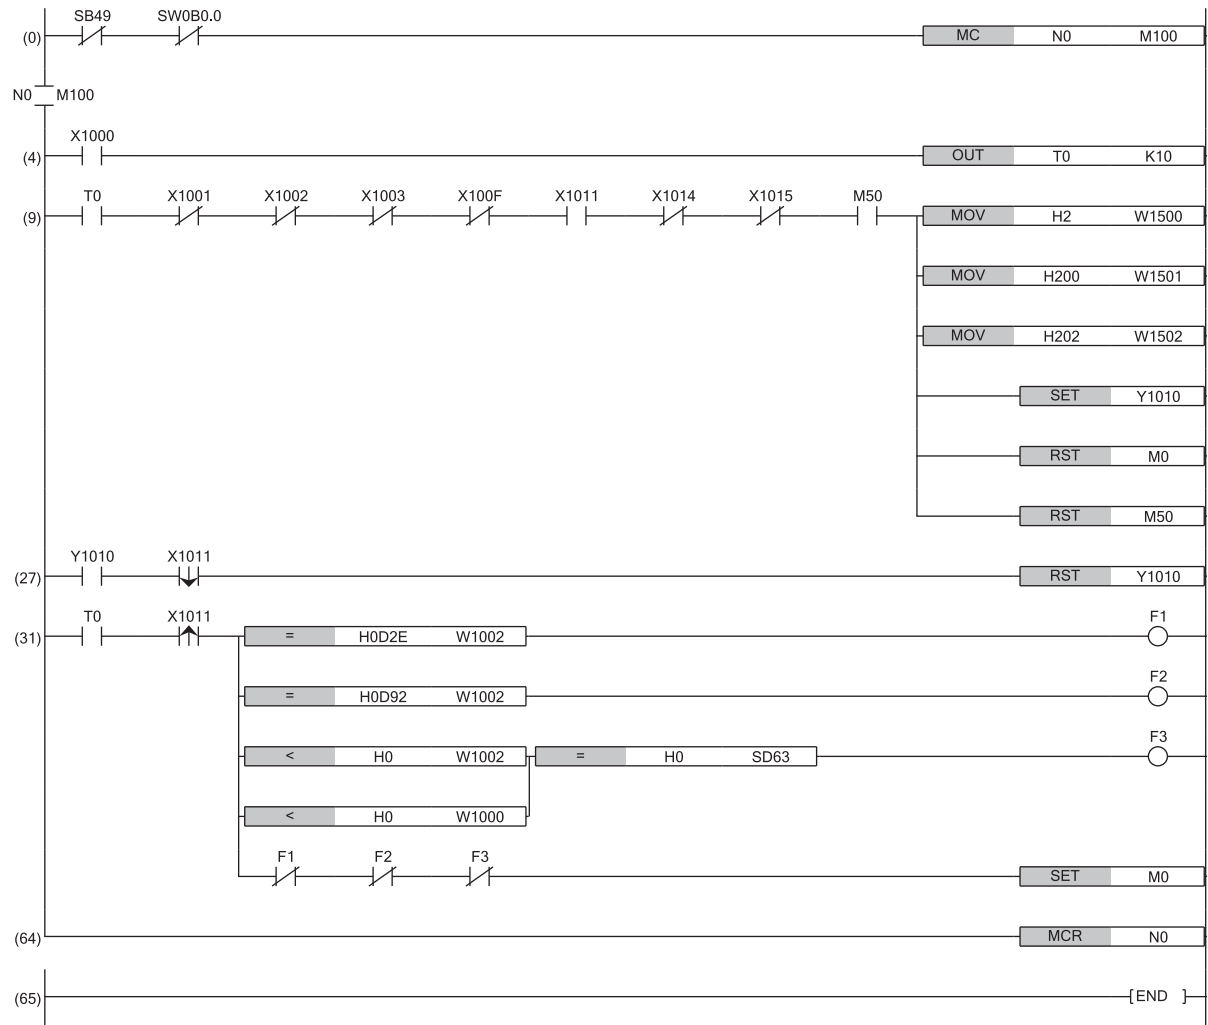 SB49 SW0B0.0
(0) MC N0 M100
N0 M100
X1000
(4) OUT T0 K10
T0 X1001 X1002 X1003 X100F X1011 X1014 X1015 M50
(9) MOV H2 W1500
MOV H200 W1501
MOV H202 W1502
SET Y1010
RST M0
RST M50
Y1010 X1011
(27) RST Y1010
T0 X1011 F1
(31) = H0D2E W1002
F2
= H0D92 W1002
F3
< H0 W1002 = H0 SD63
< H0 W1000
F1 F2 F3
SET M0
(64) MCR N0
(65) [END ]